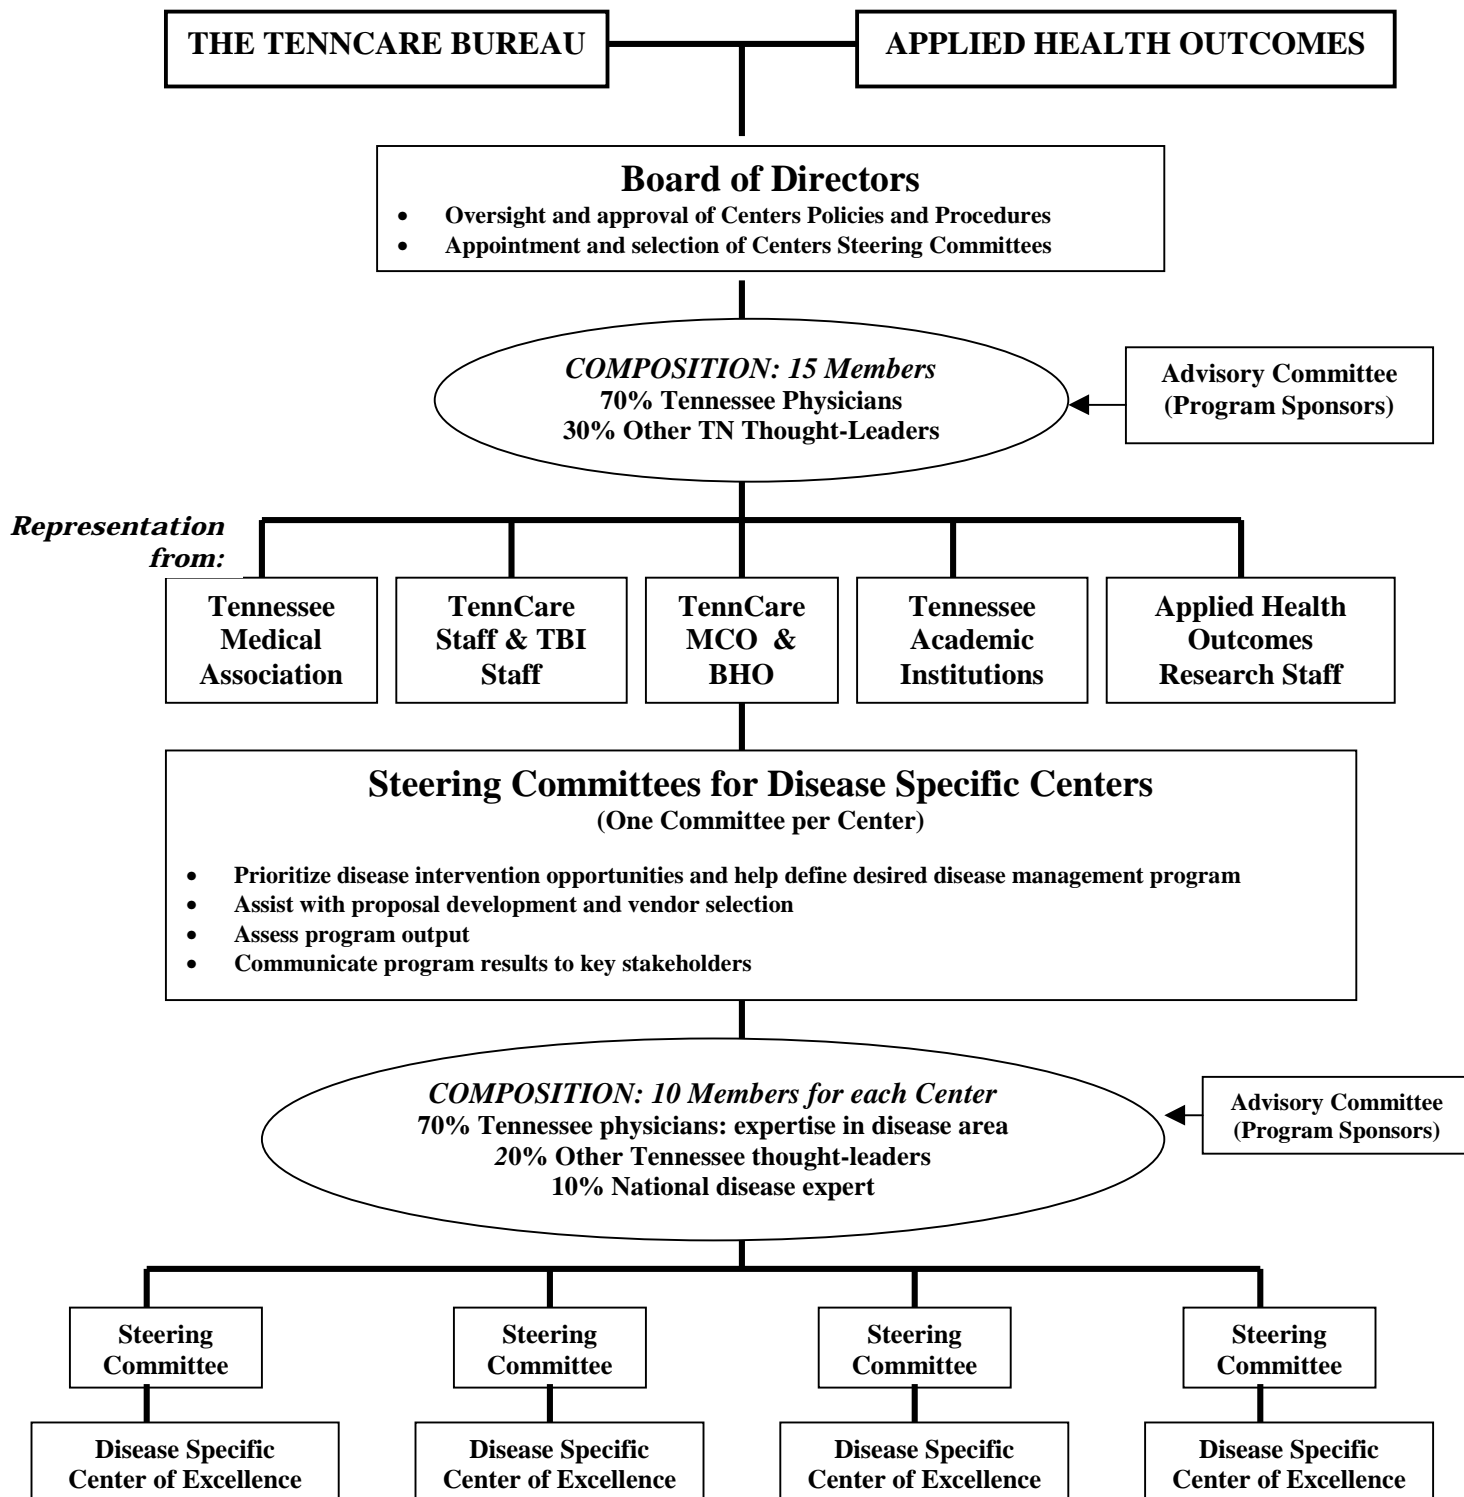 THE TENNCARE BUREAU
APPLIED HEALTH OUTCOMES
Board of Directors
• Oversight and approval of Centers Policies and Procedures
• Appointment and selection of Centers Steering Committees
COMPOSITION: 15 Members
70% Tennessee Physicians
30% Other TN Thought-Leaders
Advisory Committee
(Program Sponsors)
Representation
from:
Tennessee
Medical
Association
TennCare
Staff & TBI
Staff
TennCare
MCO & 
BHO
Tennessee
Academic
Institutions
Applied Health
Outcomes
Research Staff
Steering Committees for Disease Specific Centers
(One Committee per Center)
• Prioritize disease intervention opportunities and help define desired disease management program
• Assist with proposal development and vendor selection
• Assess program output
• Communicate program results to key stakeholders
COMPOSITION: 10 Members for each Center
70% Tennessee physicians: expertise in disease area
20% Other Tennessee thought-leaders
10% National disease expert
Advisory Committee
(Program Sponsors)
Steering
Committee
Steering
Committee
Steering
Committee
Steering
Committee
Disease Specific
Center of Excellence
Disease Specific
Center of Excellence
Disease Specific
Center of Excellence
Disease Specific
Center of Excellence